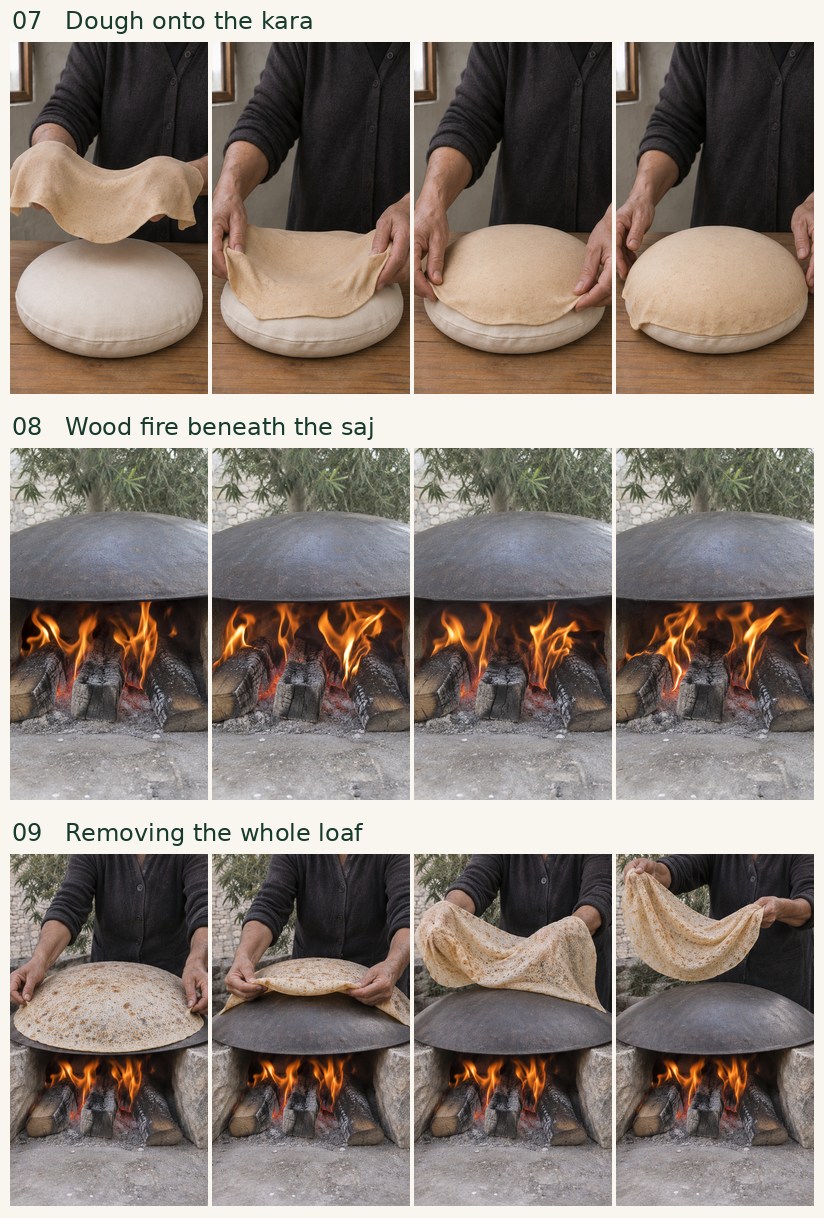 07 Dough onto the kara
08 Wood fire beneath the saj
09 Removing the whole loaf